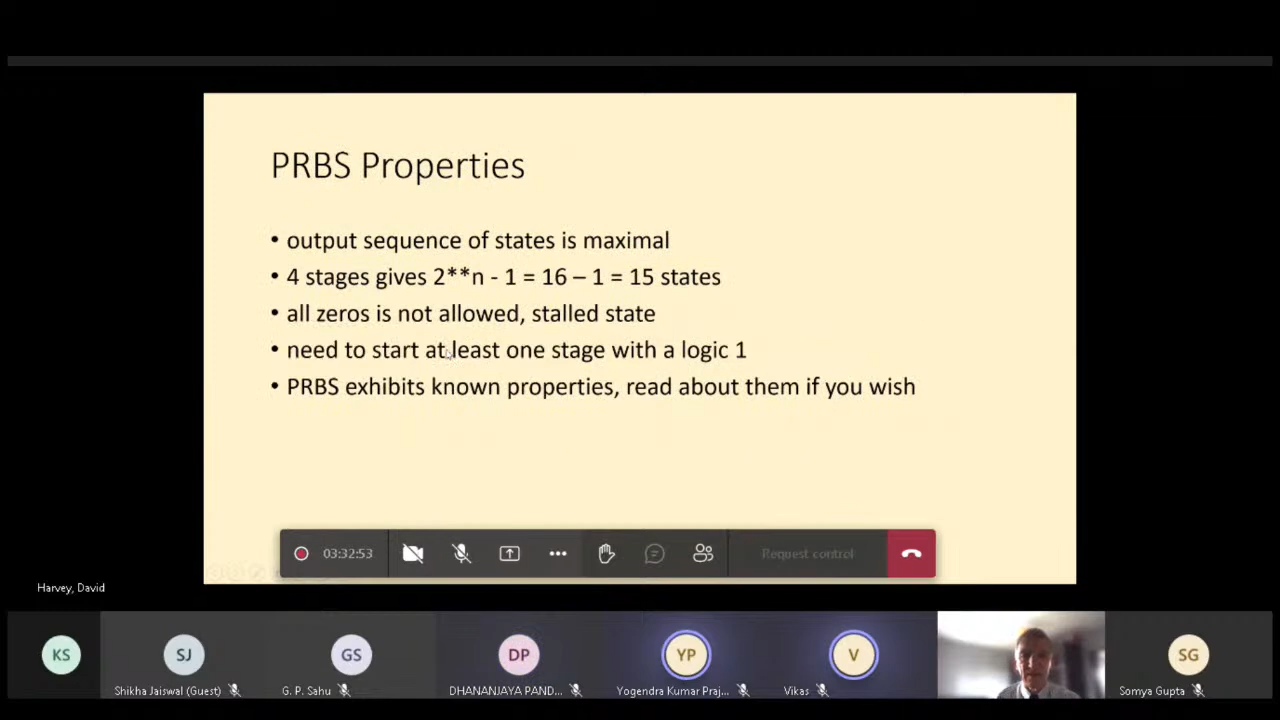 PRBS Properties
• output sequence of states is maximal
• 4 stages gives 2**n - 1 = 16 – 1 = 15 states
• all zeros is not allowed, stalled state
• need to start at least one stage with a logic 1
• PRBS exhibits known properties, read about them if you wish
03:32:53
Request control
Harvey, David
KS
SJ
GS
DP
YP
V
SG
Shikha Jaiswal (Guest)
G. P. Sahu
DHANANJAYA PAND...
Yogendra Kumar Praj...
Vikas
Somya Gupta